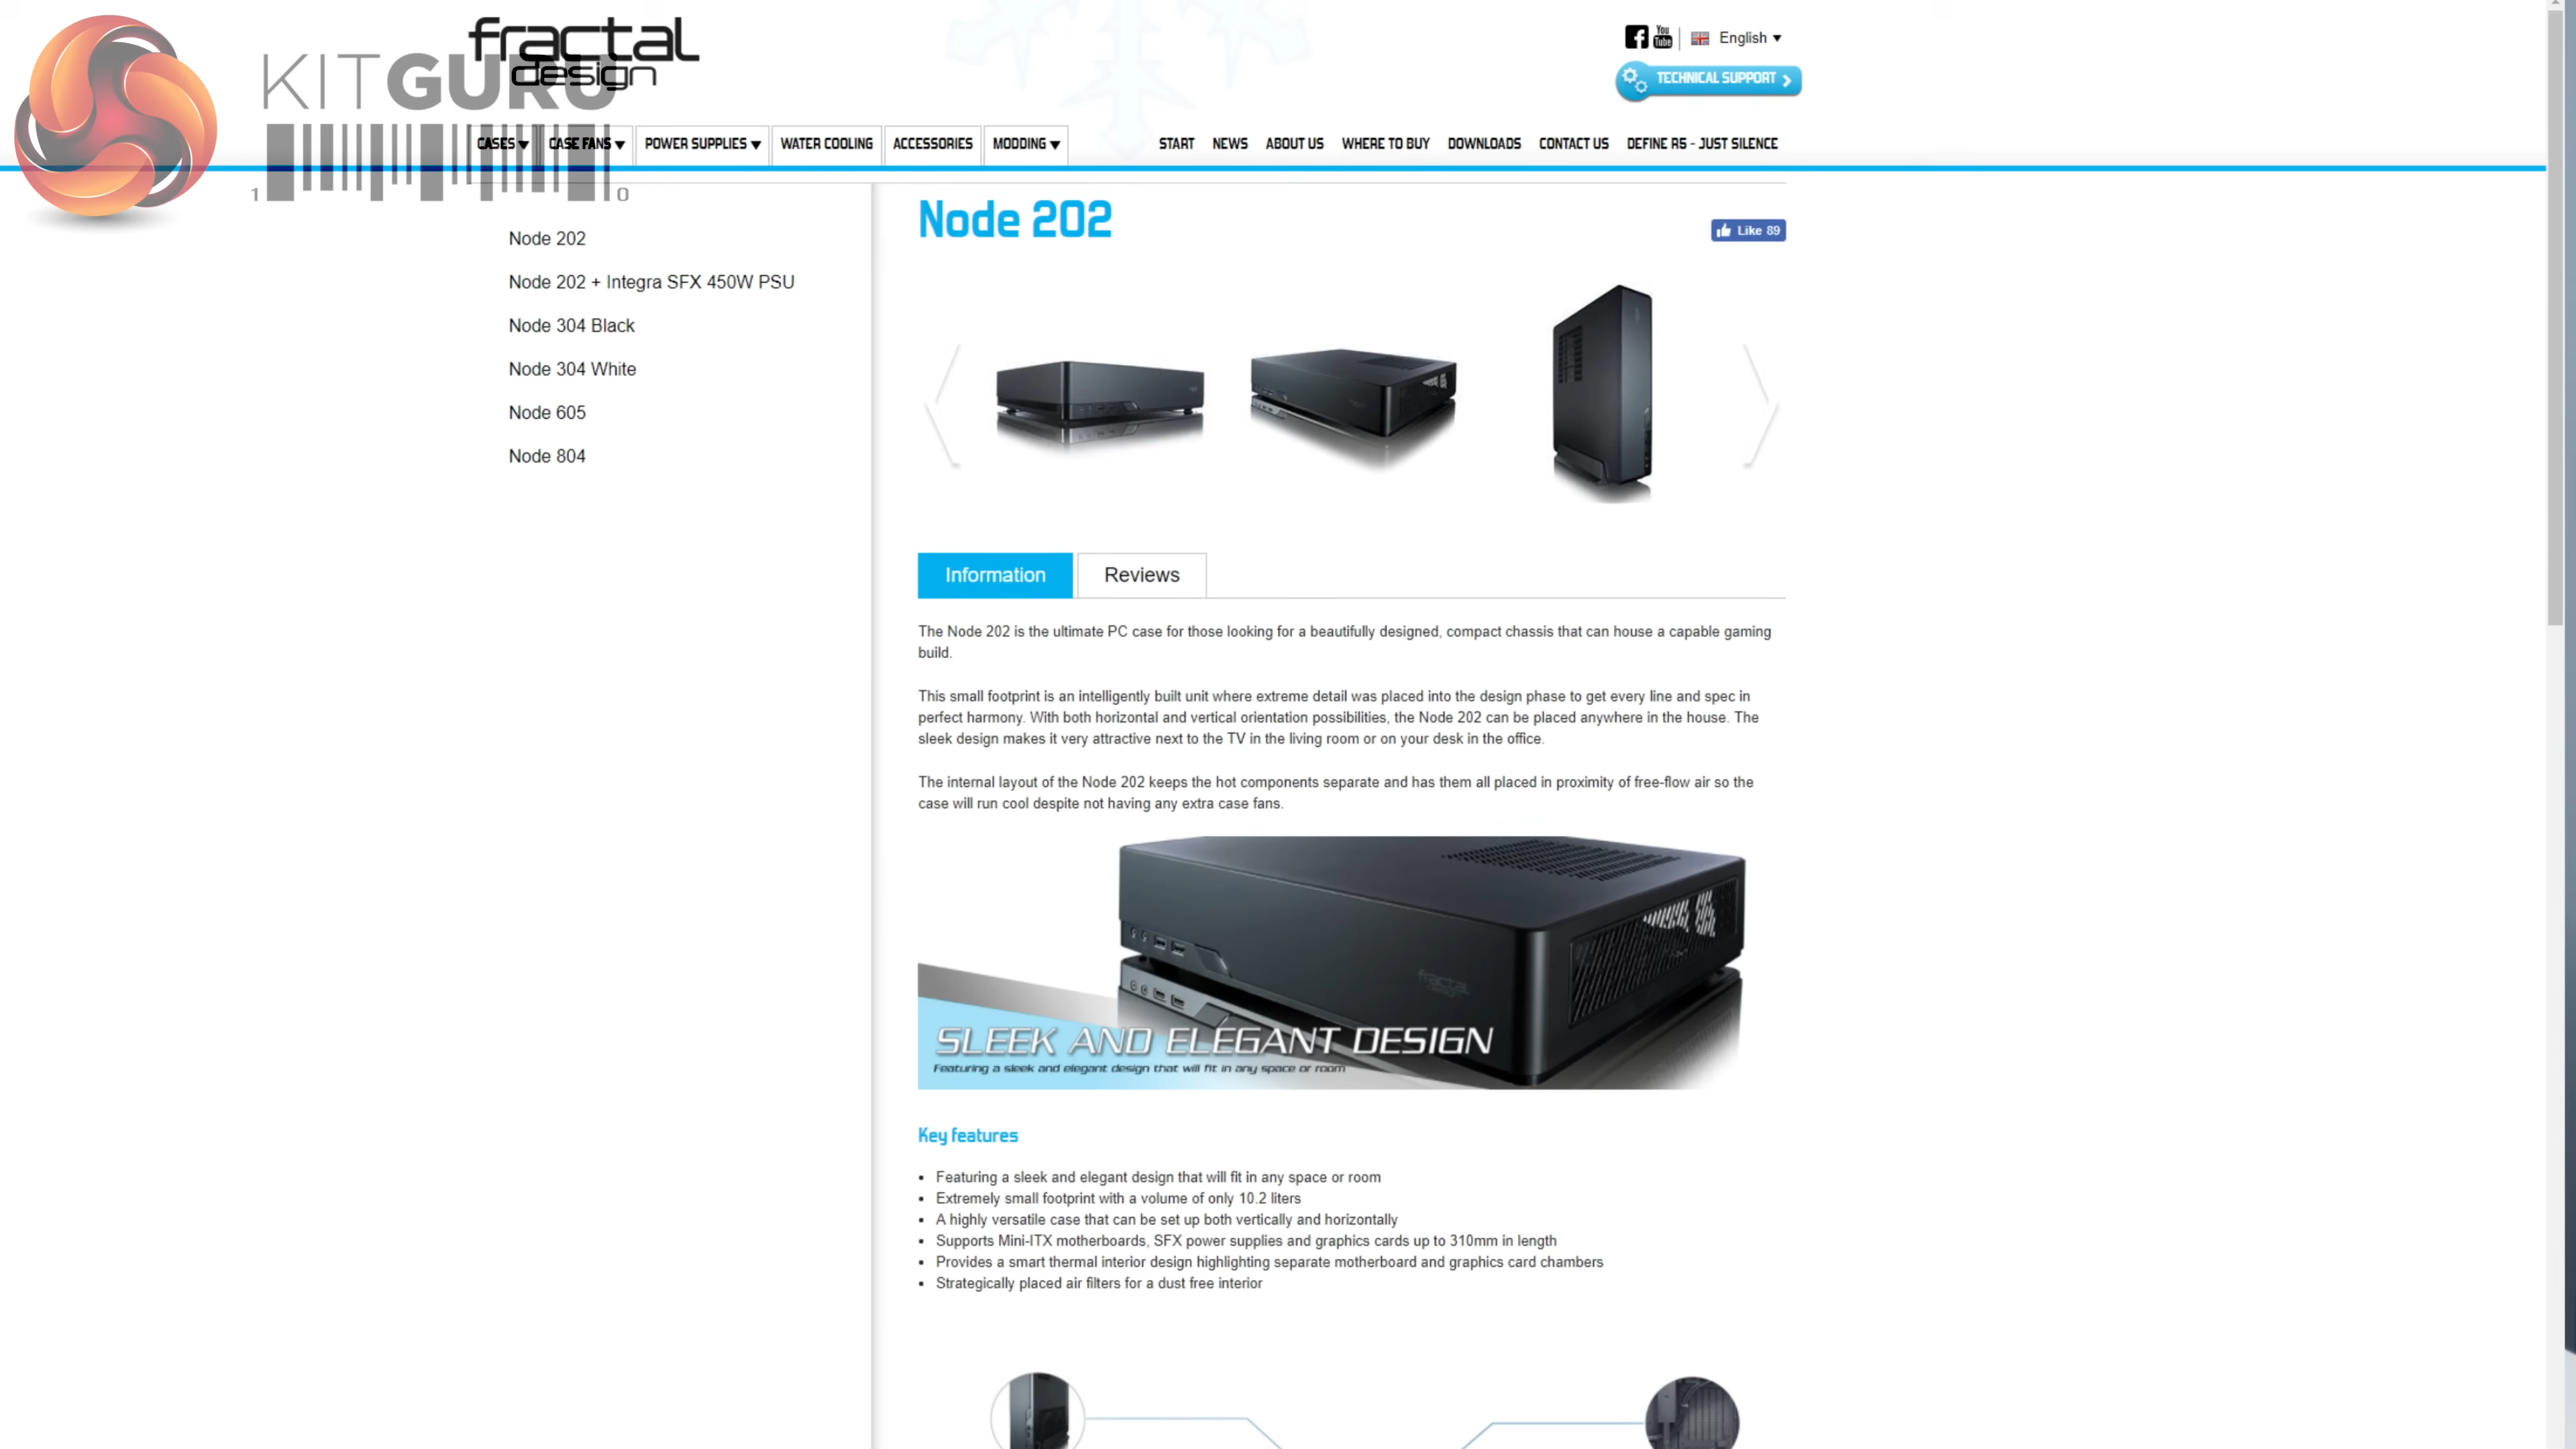 fractal
design
KITGURU
1 0
English
TECHNICAL SUPPORT
CASES CASE FANS POWER SUPPLIES WATER COOLING ACCESSORIES MODDING START NEWS ABOUT US WHERE TO BUY DOWNLOADS CONTACT US DEFINE R5 - JUST SILENCE
Node 202
Node 202 + Integra SFX 450W PSU
Node 304 Black
Node 304 White
Node 605
Node 804
Node 202
Like 89
Information Reviews
The Node 202 is the ultimate PC case for those looking for a beautifully designed, compact chassis that can house a capable gaming
build.
This small footprint is an intelligently built unit where extreme detail was placed into the design phase to get every line and spec in
perfect harmony. With both horizontal and vertical orientation possibilities, the Node 202 can be placed anywhere in the house. The
sleek design makes it very attractive next to the TV in the living room or on your desk in the office.
The internal layout of the Node 202 keeps the hot components separate and has them all placed in proximity of free-flow air so the
case will run cool despite not having any extra case fans.
fractal
design
SLEEK AND ELEGANT DESIGN
Featuring a sleek and elegant design that will fit in any space or room
Key features
• Featuring a sleek and elegant design that will fit in any space or room
• Extremely small footprint with a volume of only 10.2 liters
• A highly versatile case that can be set up both vertically and horizontally
• Supports Mini-ITX motherboards, SFX power supplies and graphics cards up to 310mm in length
• Provides a smart thermal interior design highlighting separate motherboard and graphics card chambers
• Strategically placed air filters for a dust free interior